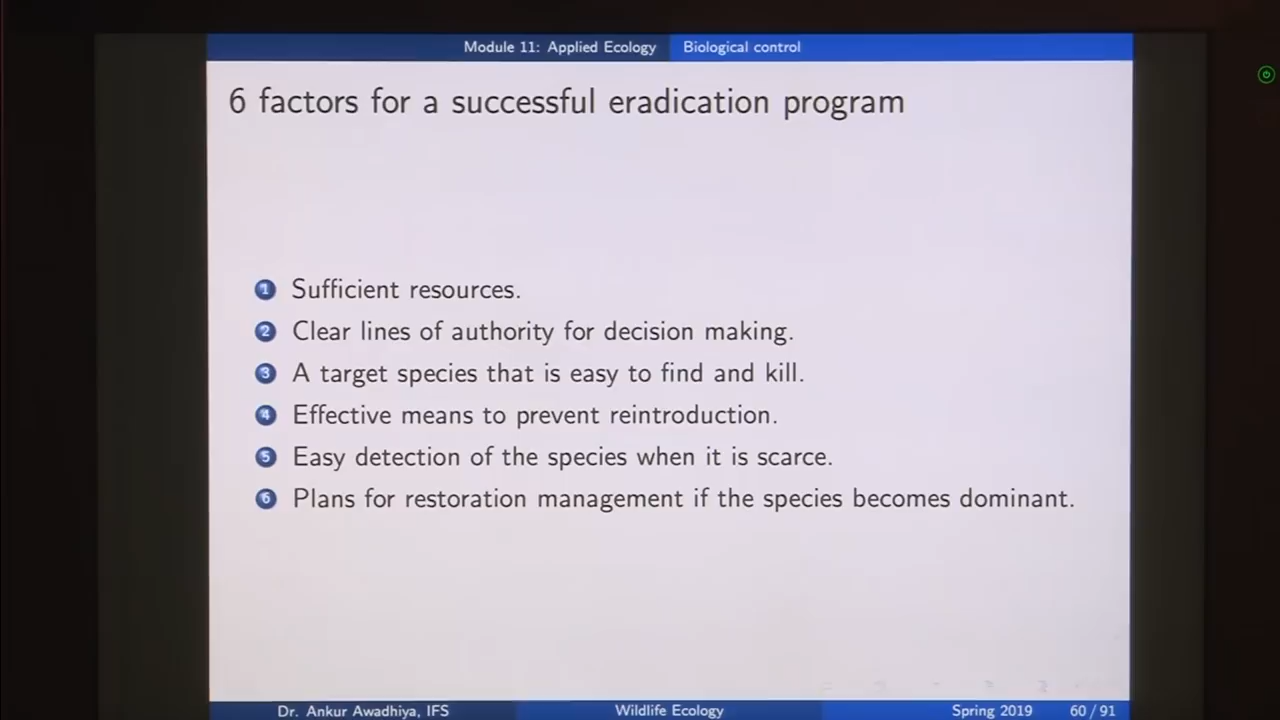 Module 11: Applied Ecology Biological control
6 factors for a successful eradication program
1 Sufficient resources.
2 Clear lines of authority for decision making.
3 A target species that is easy to find and kill.
4 Effective means to prevent reintroduction.
5 Easy detection of the species when it is scarce.
6 Plans for restoration management if the species becomes dominant.
Dr. Ankur Awadhiya, IFS Wildlife Ecology Spring 2019 60 / 91